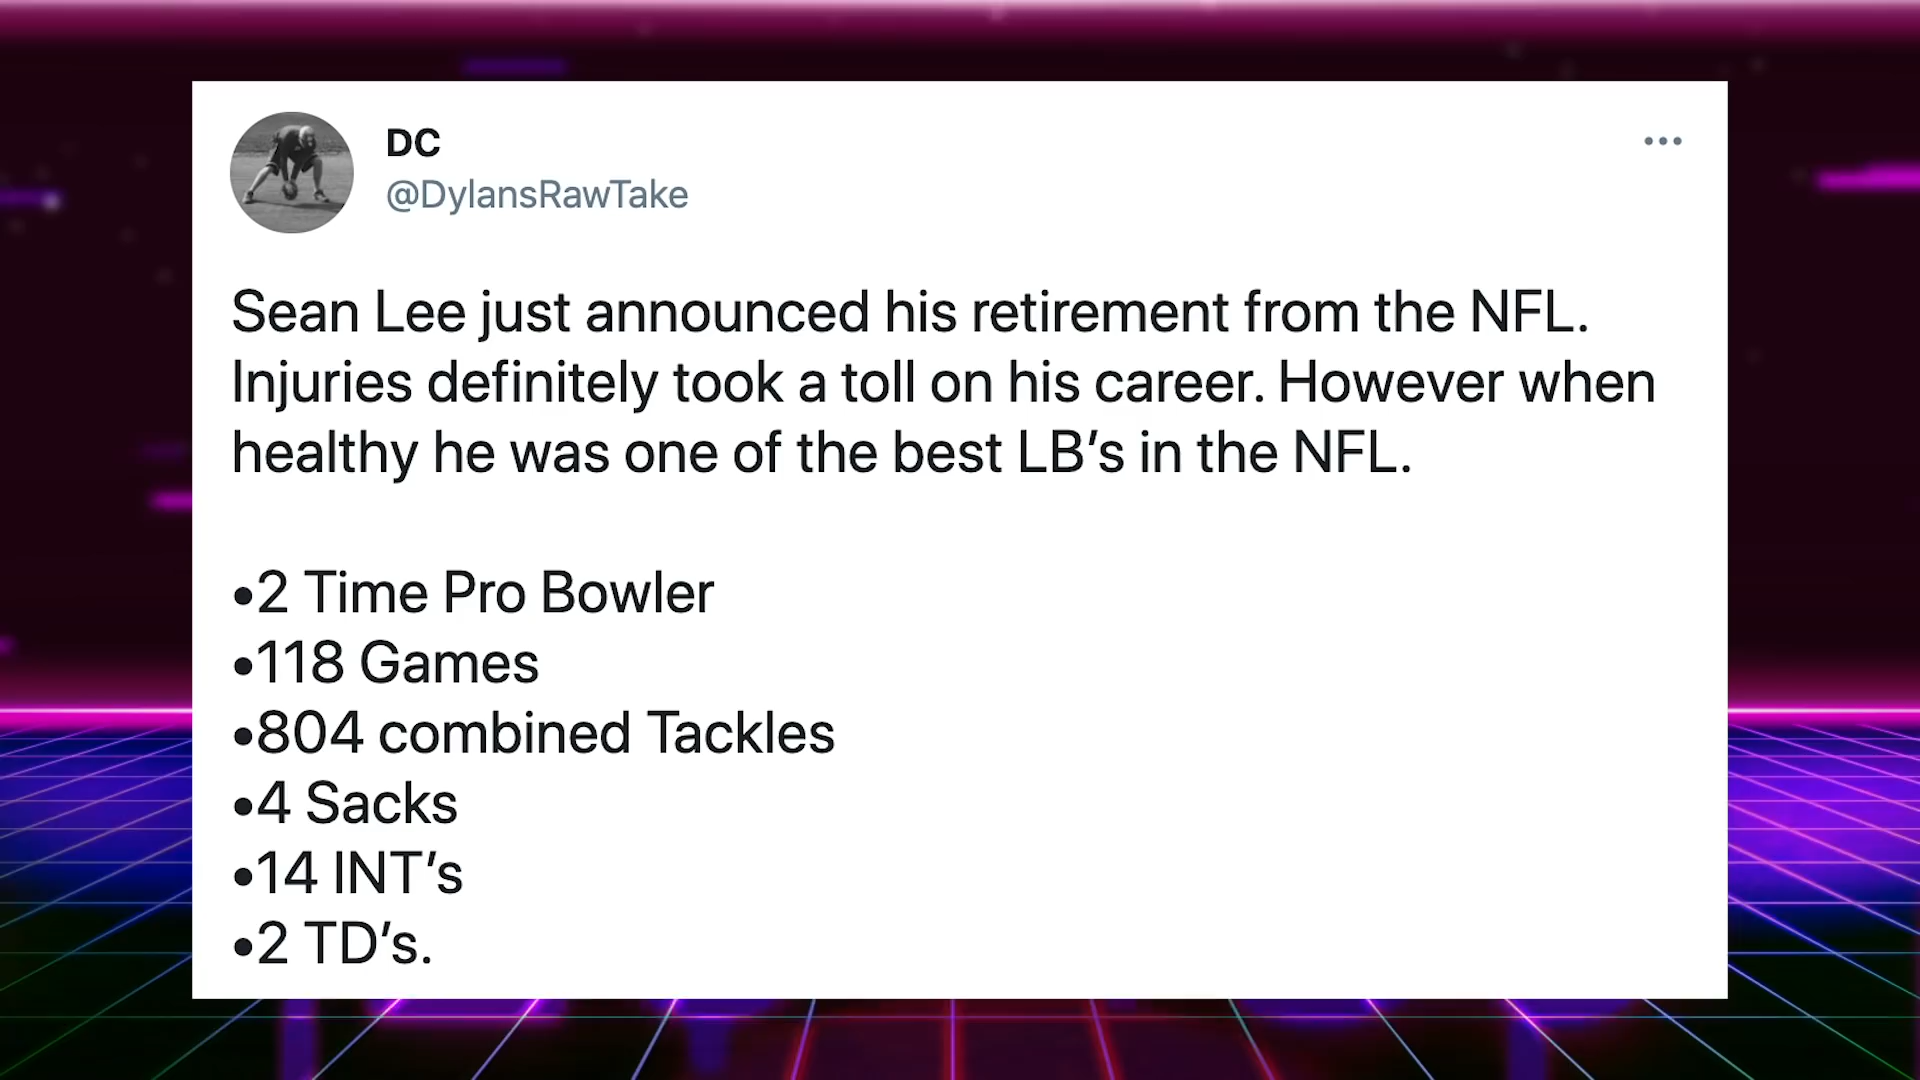 DC
@DylansRawTake
Sean Lee just announced his retirement from the NFL.
Injuries definitely took a toll on his career. However when
healthy he was one of the best LB’s in the NFL.
•2 Time Pro Bowler
•118 Games
•804 combined Tackles
•4 Sacks
•14 INT’s
•2 TD’s.